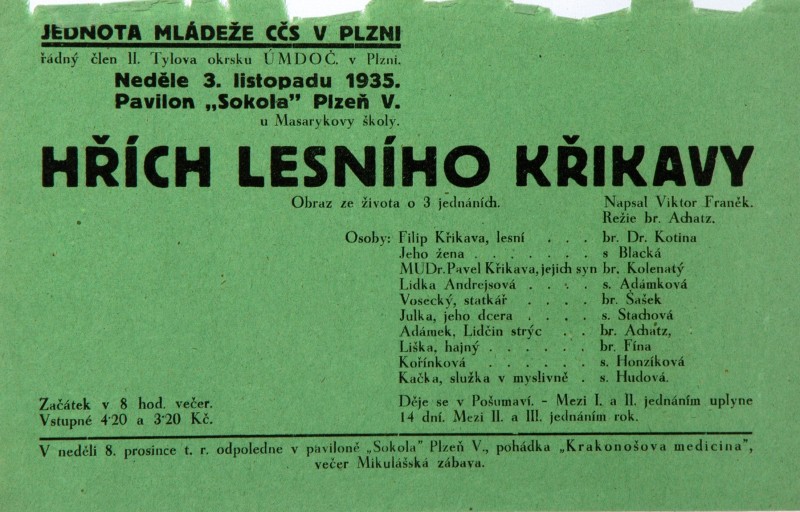 JEDNOTA MLÁDEŽE CČS V PLZNI
řádný člen II. Tylova okrsku ÚMDOČ. v Plzni.
Neděle 3. listopadu 1935.
Pavilon „Sokola" Plzeň V.
u Masarykovy školy.
HŘÍCH LESNÍHO KŘIKAVY
Obraz ze života o 3 jednáních.
Napsal Viktor Franěk.
Režie br. Achatz.
Osoby: Filip Křikava, lesní . . . br. Dr. Kotina
Jeho žena . . . . . . . s Blacká
MUDr. Pavel Křikava, jejich syn br. Kolenatý
Lidka Andrejsová . . . . s. Adámková
Vosecký, statkář . . . . br. Šašek
Julka, jeho dcera . . . . s. Stachová
Adámek, Lidčin strýc . . br. Achatz,
Liška, hajný . . . . . . br. Fína
Kořínková . . . . . . s. Honzíková
Kačka, služka v myslivně . s. Hudová.
Začátek v 8 hod. večer.
Vstupné 4·20 a 3·20 Kč.
Děje se v Pošumaví. - Mezi I. a II. jednáním uplyne
14 dní. Mezi II. a III. jednáním rok.
V neděli 8. prosince t. r. odpoledne v paviloně „Sokola" Plzeň V., pohádka „Krakonošova medicina",
večer Mikulášská zábava.